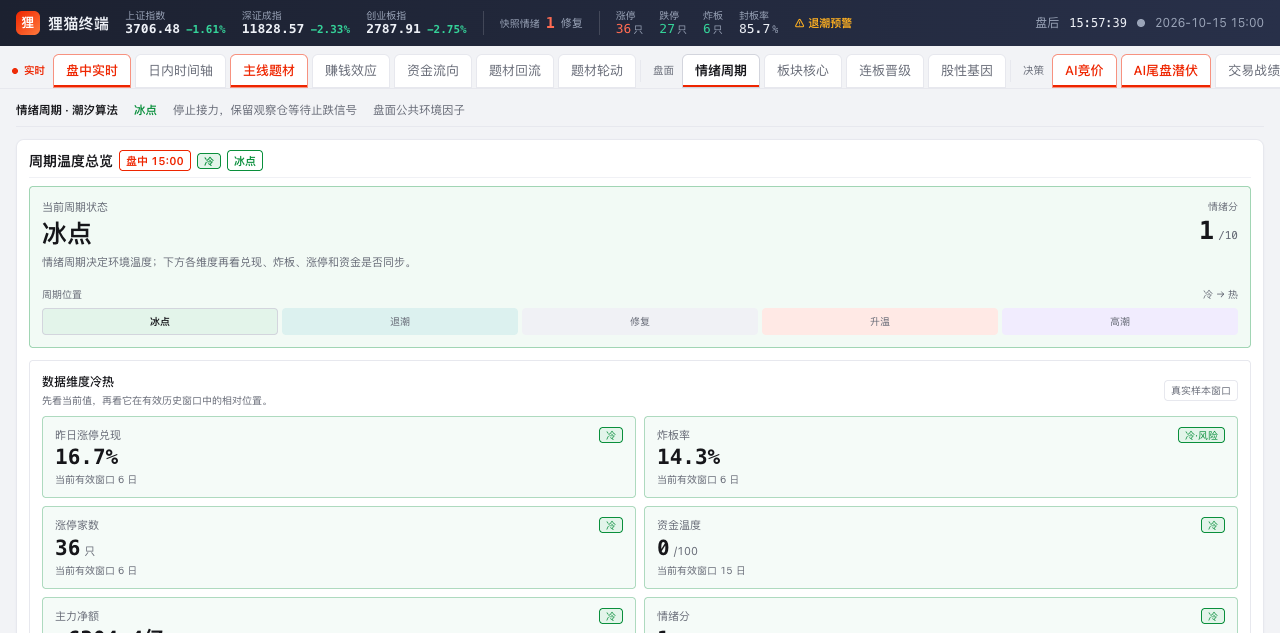 狸 狸猫终端
上证指数 3706.48 -1.61%
深证成指 11828.57 -2.33%
创业板指 2787.91 -2.75%
快照情绪 1 修复
涨停 36只
跌停 27只
炸板 6只
封板率 85.7%
⚠ 退潮预警
盘后 15:57:39 2026-10-15 15:00
实时 盘中实时 日内时间轴 主线题材 赚钱效应 资金流向 题材回流 题材轮动 盘面 情绪周期 板块核心 连板晋级 股性基因 决策 AI竞价 AI尾盘潜伏 交易战绩
情绪周期 · 潮汐算法 冰点 停止接力，保留观察仓等待止跌信号 盘面公共环境因子
周期温度总览 盘中 15:00 冷 冰点
当前周期状态
冰点
情绪周期决定环境温度；下方各维度再看兑现、炸板、涨停和资金是否同步。
情绪分
1 /10
周期位置 冷 → 热
冰点 退潮 修复 升温 高潮
数据维度冷热
先看当前值，再看它在有效历史窗口中的相对位置。
真实样本窗口
昨日涨停兑现 冷
16.7%
当前有效窗口 6 日
炸板率 冷·风险
14.3%
当前有效窗口 6 日
涨停家数 冷
36 只
当前有效窗口 6 日
资金温度 冷
0 /100
当前有效窗口 15 日
主力净额 冷
情绪分 冷